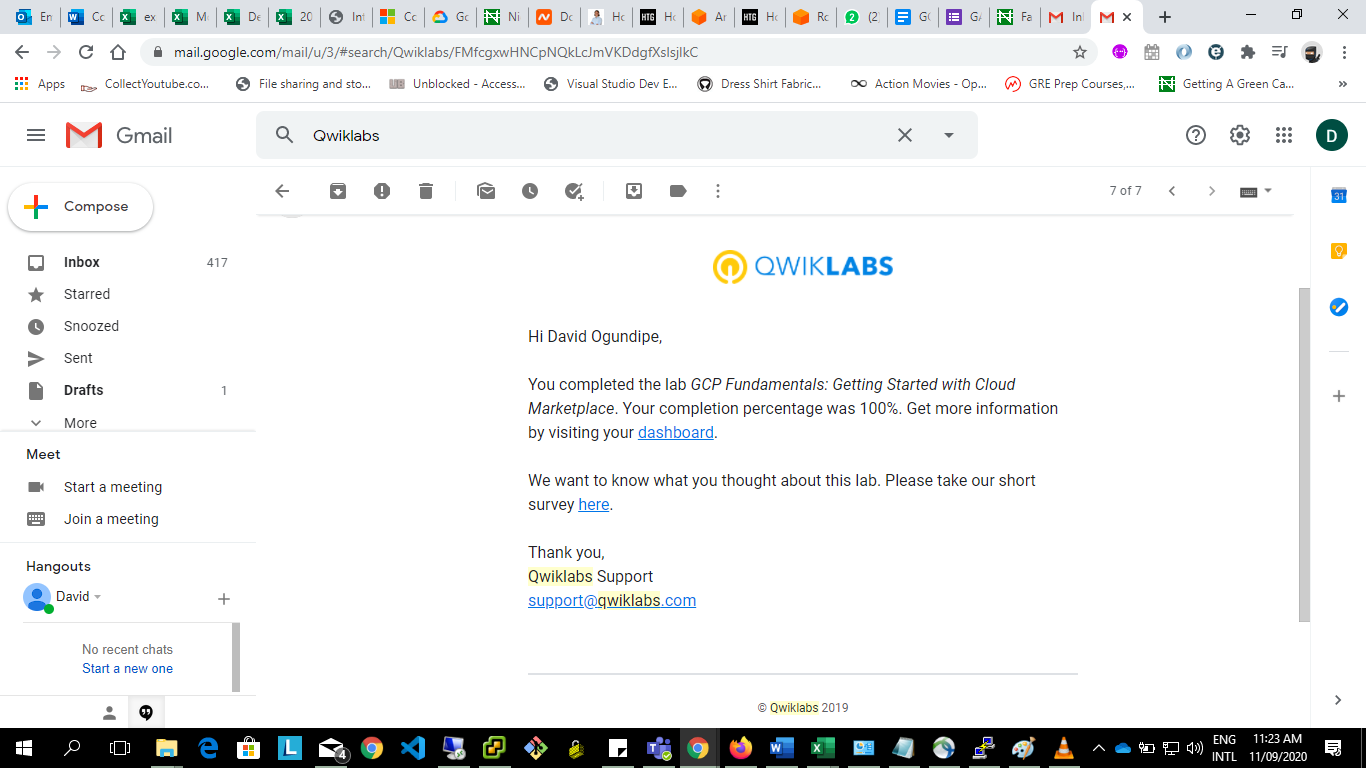 En
Cc
ex
Me
De
20
Int
Cc
Gc
Ni
Dc
Hc
Hc
Ar
Hc
Rc
(2
GC
GA
Fa
In
mail.google.com/mail/u/3/#search/Qwiklabs/FMfcgxwHNCpNQkLcJmVKDdgfXslsjlkC
Apps
CollectYoutube.co...
File sharing and sto...
Unblocked - Access...
Visual Studio Dev E...
Dress Shirt Fabric...
Action Movies - Op...
GRE Prep Courses,...
Getting A Green Ca...
Gmail
Qwiklabs
D
Compose
7 of 7
Inbox 417
Starred
Snoozed
Sent
Drafts 1
More
Meet
Start a meeting
Join a meeting
Hangouts
David
No recent chats
Start a new one
QWIKLABS
Hi David Ogundipe,
You completed the lab GCP Fundamentals: Getting Started with Cloud
Marketplace. Your completion percentage was 100%. Get more information
by visiting your dashboard.
We want to know what you thought about this lab. Please take our short
survey here.
Thank you,
Qwiklabs Support
support@qwiklabs.com
© Qwiklabs 2019
31
4
ENG
INTL
11:23 AM
11/09/2020